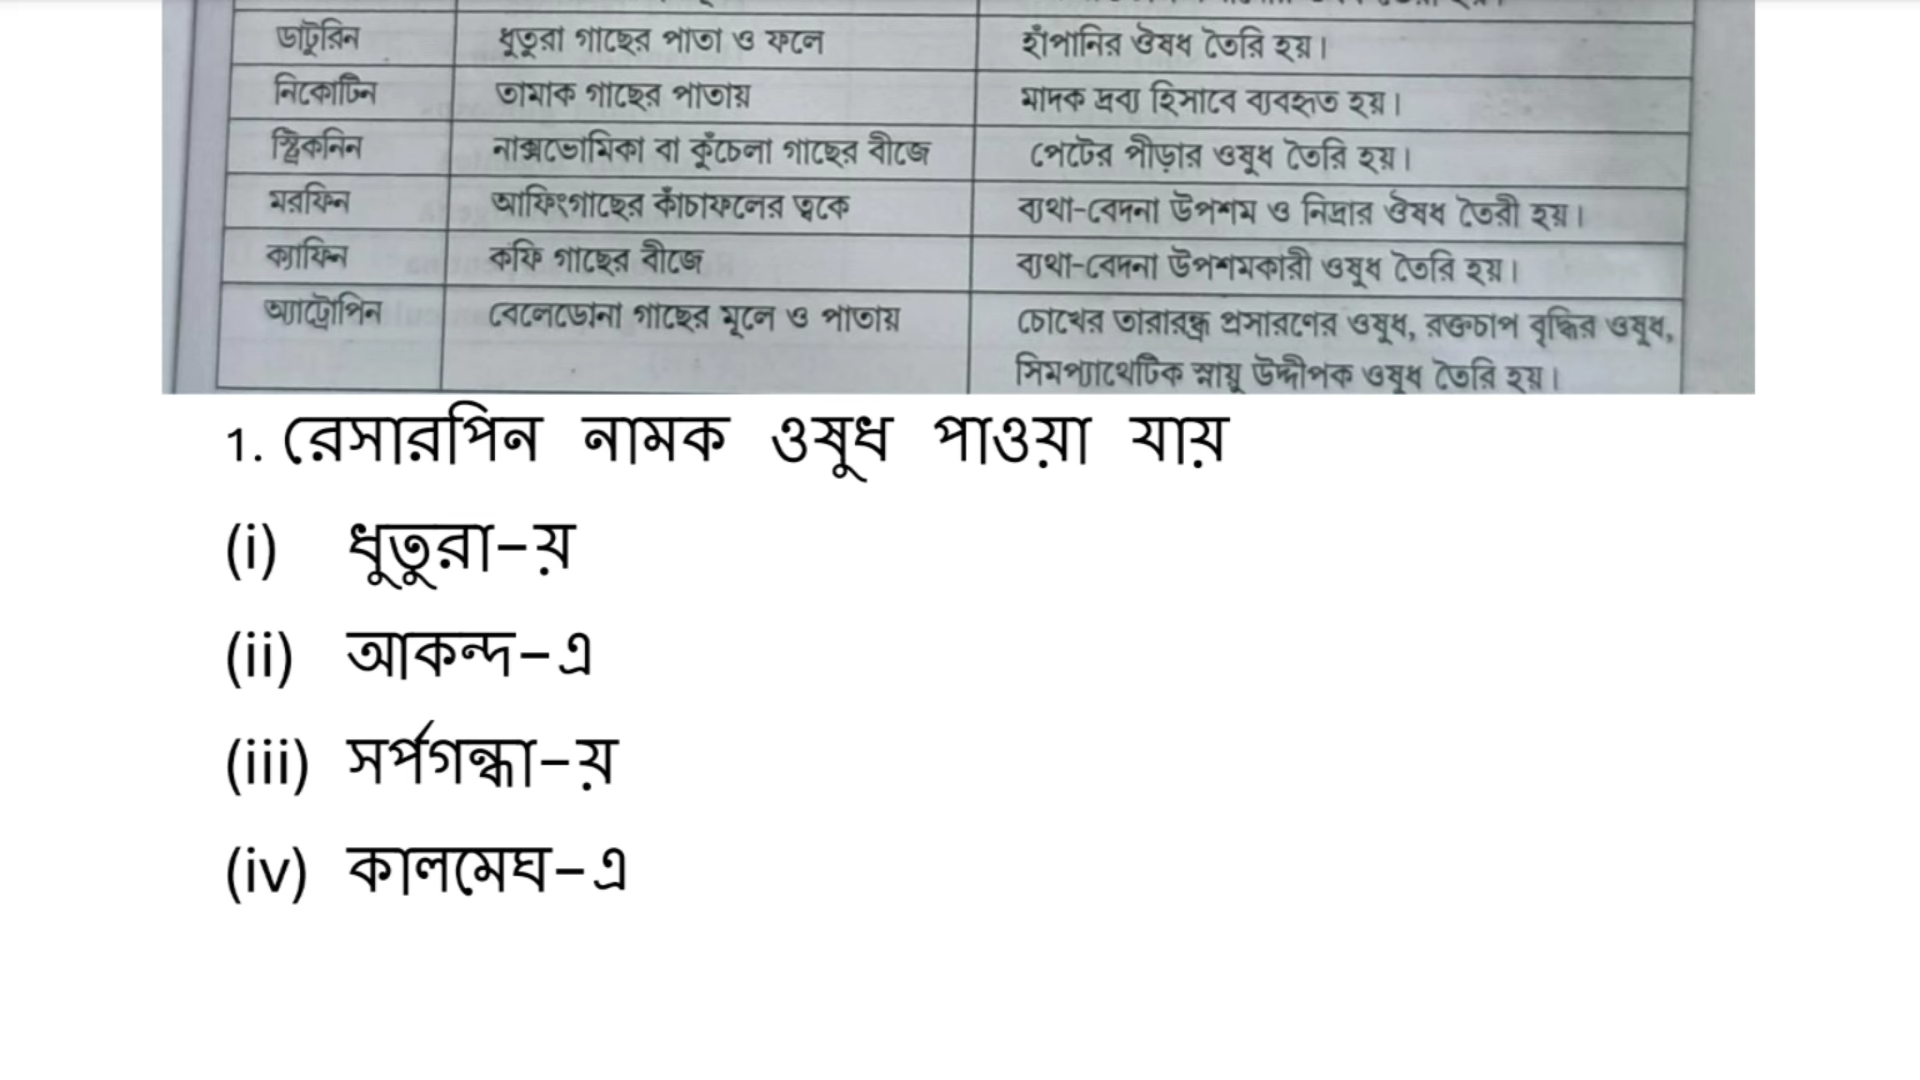 ডাটুরিন ধুতুরা গাছের পাতা ও ফলে হাঁপানির ঔষধ তৈরি হয়।
নিকোটিন তামাক গাছের পাতায় মাদক দ্রব্য হিসাবে ব্যবহৃত হয়।
স্ট্রিকনিন নাক্সভোমিকা বা কুঁচেলা গাছের বীজে পেটের পীড়ার ওষুধ তৈরি হয়।
মরফিন আফিংগাছের কাঁচাফলের ত্বকে ব্যথা-বেদনা উপশম ও নিদ্রার ঔষধ তৈরী হয়।
ক্যাফিন কফি গাছের বীজে ব্যথা-বেদনা উপশমকারী ওষুধ তৈরি হয়।
অ্যাট্রোপিন বেলেডোনা গাছের মূলে ও পাতায় চোখের তারারন্ধ্র প্রসারণের ওষুধ, রক্তচাপ বৃদ্ধির ওষুধ,
সিমপ্যাথেটিক স্নায়ু উদ্দীপক ওষুধ তৈরি হয়।
1. রেসারপিন নামক ওষুধ পাওয়া যায়
(i) ধুতুরা-য়
(ii) আকন্দ-এ
(iii) সর্পগন্ধা-য়
(iv) কালমেঘ-এ